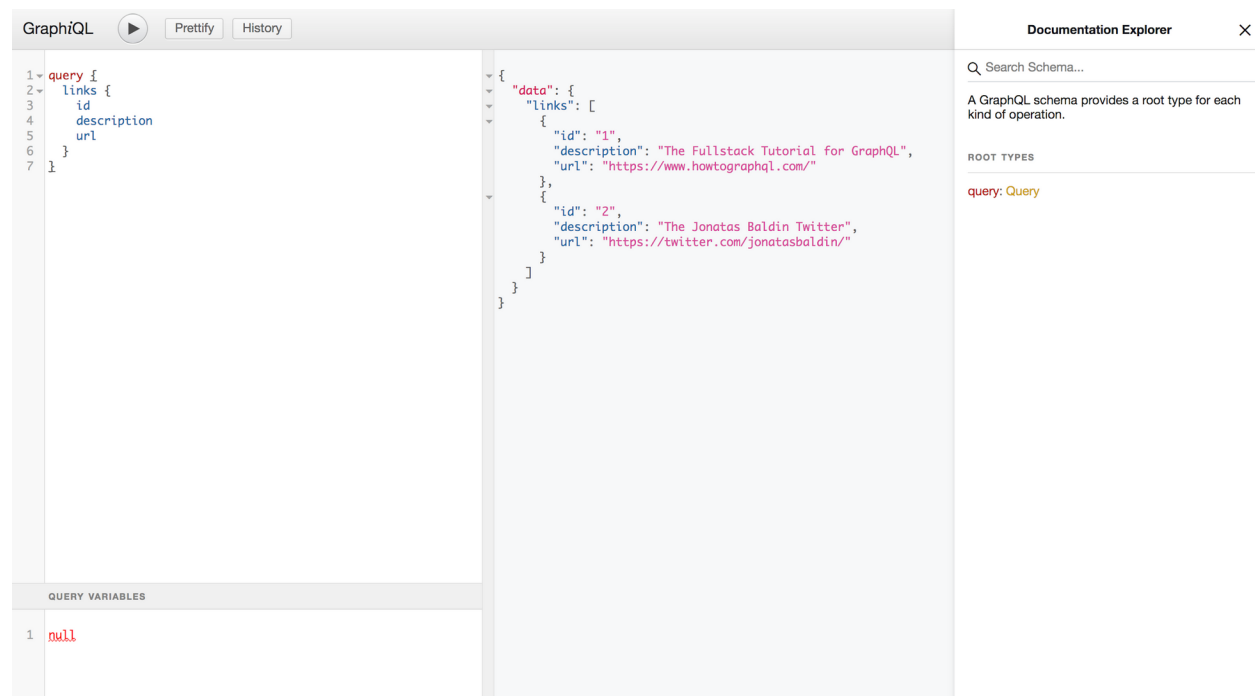 GraphiQL
Prettify
History
1 query {
2 links {
3 id
4 description
5 url
6 }
7 }
QUERY VARIABLES
1 null
{
"data": {
"links": [
{
"id": "1",
"description": "The Fullstack Tutorial for GraphQL",
"url": "https://www.howtographql.com/"
},
{
"id": "2",
"description": "The Jonatas Baldin Twitter",
"url": "https://twitter.com/jonatasbaldin/"
}
]
}
}
Documentation Explorer
Search Schema...
A GraphQL schema provides a root type for each
kind of operation.
ROOT TYPES
query: Query